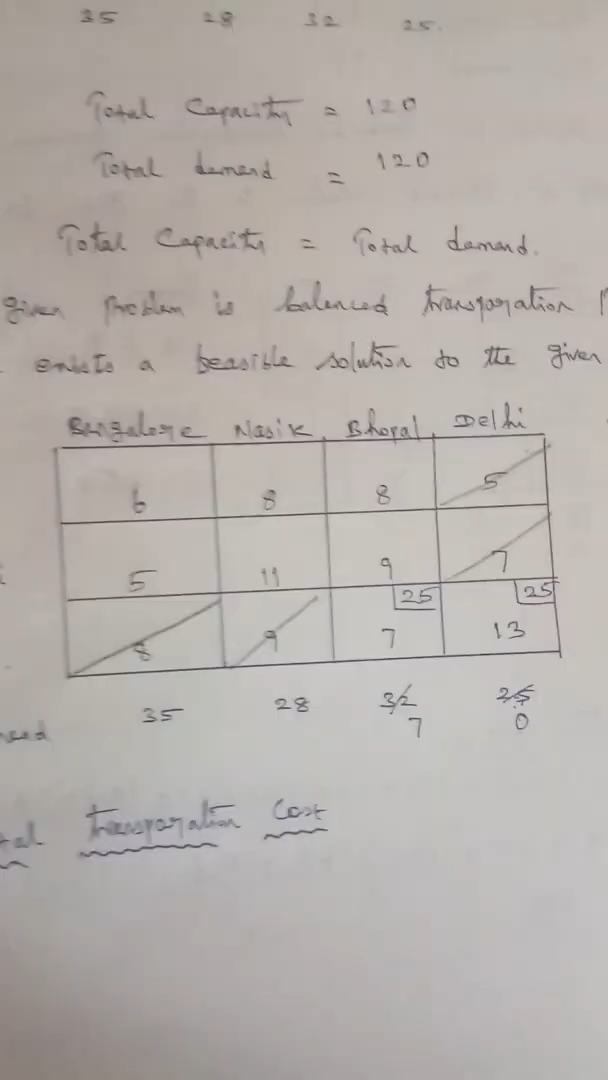 35 28 32 25.
Total Capacity = 120
Total demand = 120
Total Capacity = Total demand.
given problem is balanced transporation
exists a feasible solution to the given
Bangalore Nasik Bhopal Delhi
6 8 8 5
5 11 9 7
25 25
8 9 7 13
35 28 32 25
7 0
Transporation Cost